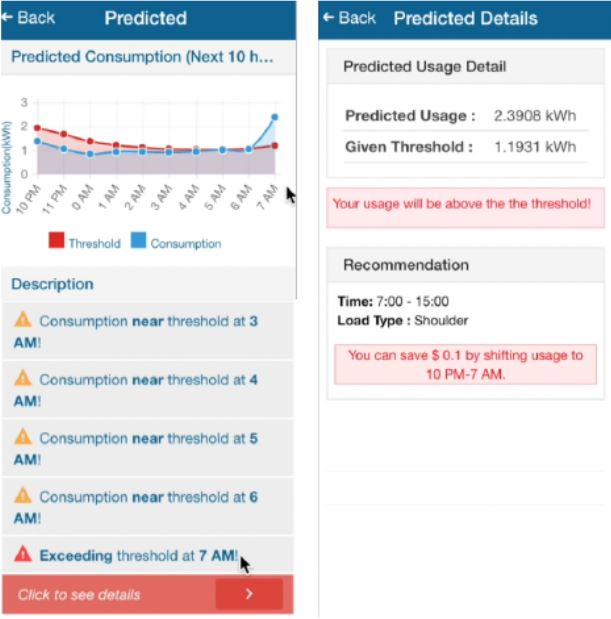 ← Back Predicted
Predicted Consumption (Next 10 h...
Consumption(kWh)
3
2
1
0
10 PM
11 PM
0 AM
1 AM
2 AM
3 AM
4 AM
5 AM
6 AM
7 AM
Threshold Consumption
Description
Consumption near threshold at 3
AM!
Consumption near threshold at 4
AM!
Consumption near threshold at 5
AM!
Consumption near threshold at 6
AM!
Exceeding threshold at 7 AM!
Click to see details
← Back Predicted Details
Predicted Usage Detail
Predicted Usage : 2.3908 kWh
Given Threshold : 1.1931 kWh
Your usage will be above the the threshold!
Recommendation
Time: 7:00 - 15:00
Load Type : Shoulder
You can save $ 0.1 by shifting usage to
10 PM-7 AM.